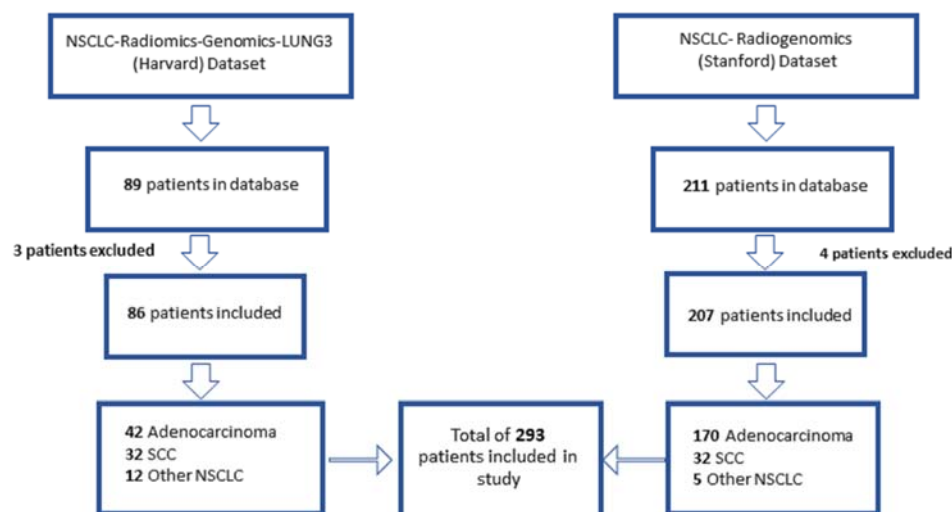 NSCLC-Radiomics-Genomics-LUNG3
(Harvard) Dataset
89 patients in database
3 patients excluded
86 patients included
42 Adenocarcinoma
32 SCC
12 Other NSCLC
Total of 293
patients included in
study
NSCLC- Radiogenomics
(Stanford) Dataset
211 patients in database
4 patients excluded
207 patients included
170 Adenocarcinoma
32 SCC
5 Other NSCLC